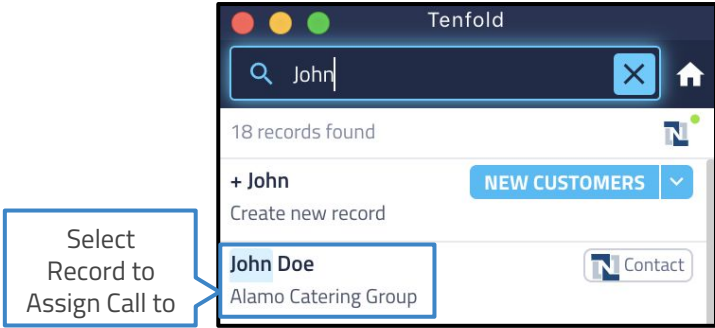 Tenfold
John
18 records found
+ John
NEW CUSTOMERS
Create new record
Select
Record to
Assign Call to
John Doe
N Contact
Alamo Catering Group